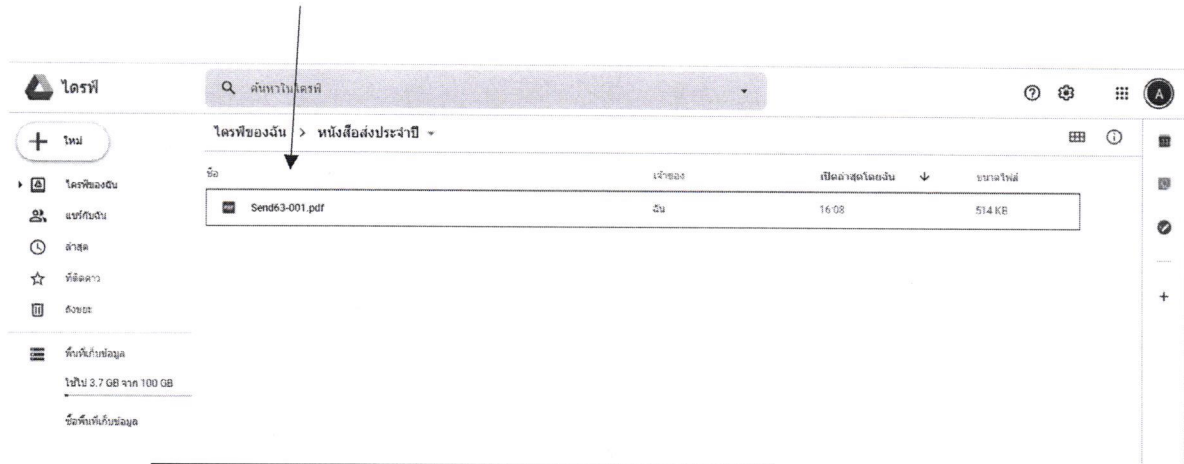 ไดรฟ์
ค้นหาในไดรฟ์
A
ใหม่
ไดรฟ์ของฉัน > หนังสือส่งประจำปี
ชื่อ
เจ้าของ
เปิดล่าสุดโดยฉัน
ขนาดไฟล์
PDF
Send63-001.pdf
ฉัน
16:08
514 KB
ไดรฟ์ของฉัน
แชร์กับฉัน
ล่าสุด
ที่ติดดาว
ถังขยะ
พื้นที่เก็บข้อมูล
ใช้ไป 3.7 GB จาก 100 GB
ซื้อพื้นที่เก็บข้อมูล